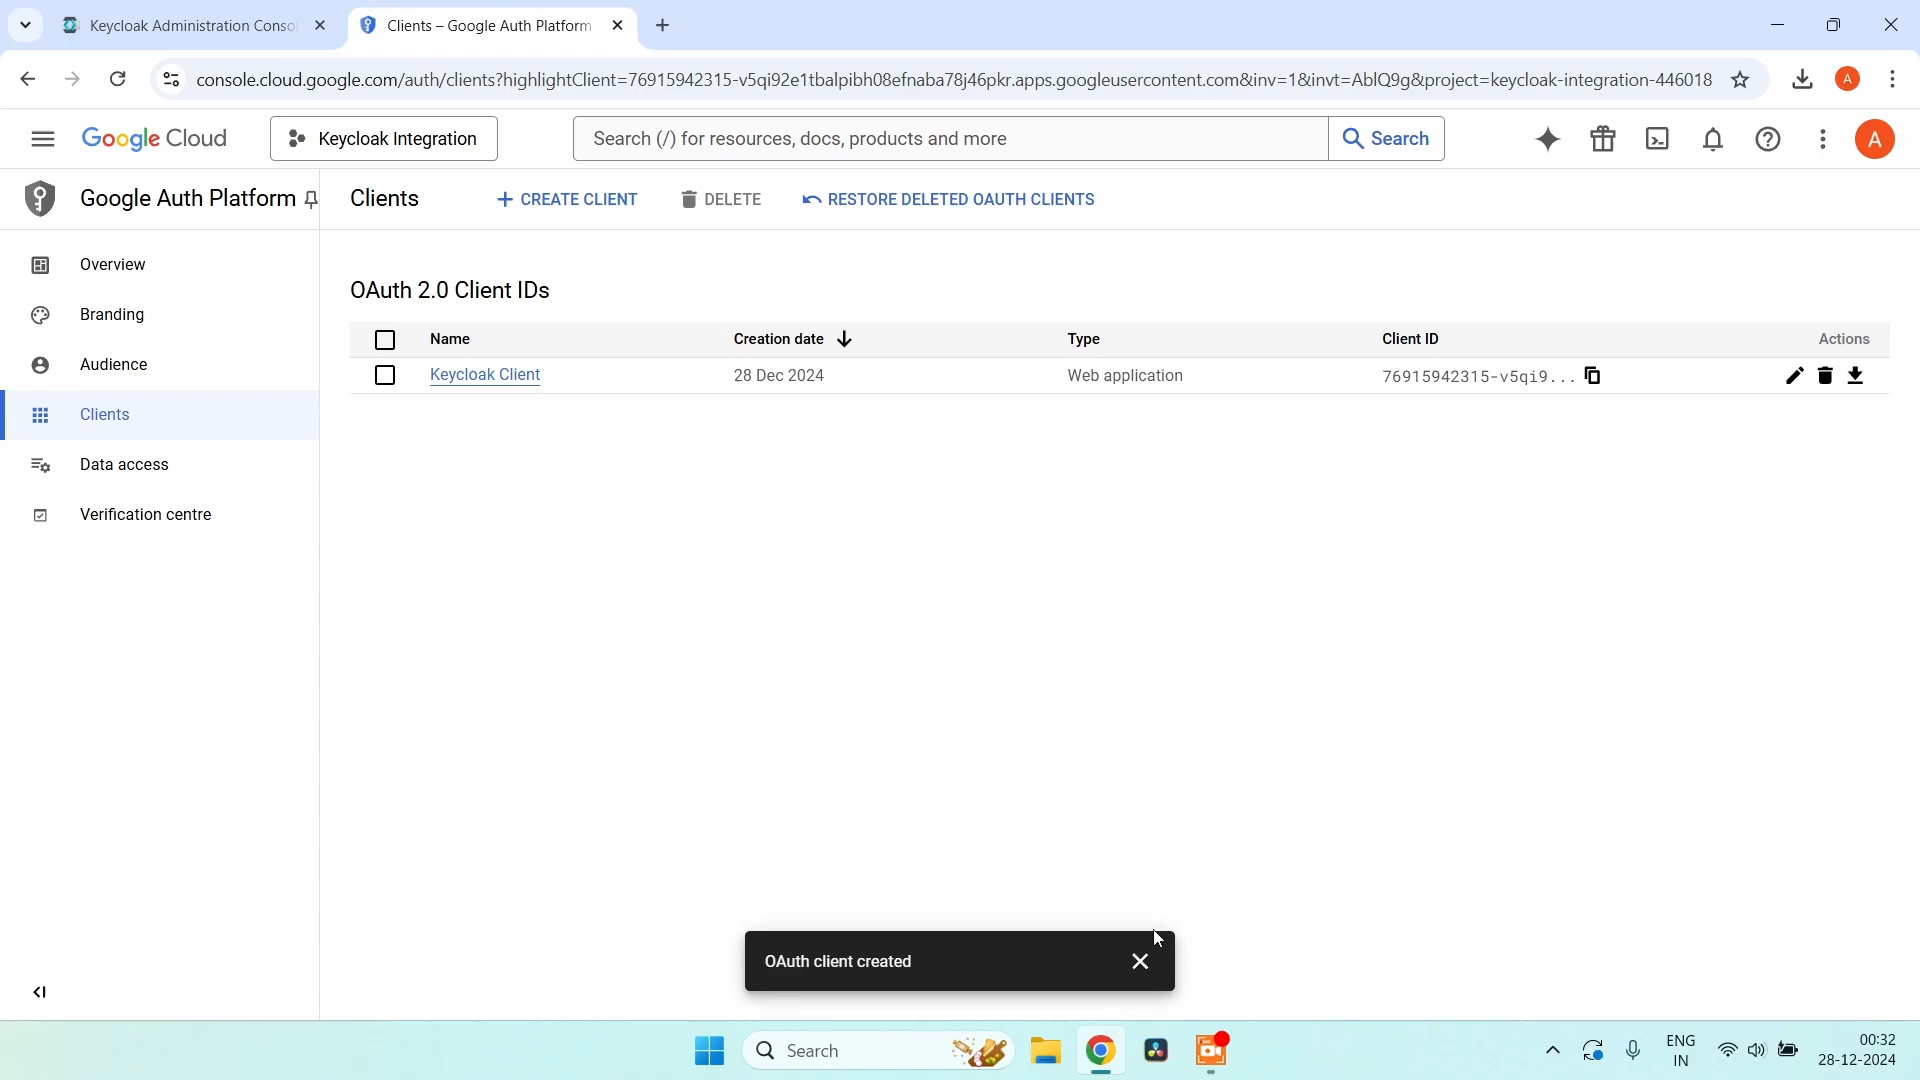 Keycloak Administration Consol
Clients – Google Auth Platform
console.cloud.google.com/auth/clients?highlightClient=76915942315-v5qi92e1tbalpibh08efnaba78j46pkr.apps.googleusercontent.com&inv=1&invt=AblQ9g&project=keycloak-integration-446018
A
Google Cloud
Keycloak Integration
Search (/) for resources, docs, products and more
Search
A
Google Auth Platform
Clients
CREATE CLIENT
DELETE
RESTORE DELETED OAUTH CLIENTS
Overview
Branding
Audience
Clients
Data access
Verification centre
OAuth 2.0 Client IDs
Name Creation date Type Client ID Actions
Keycloak Client 28 Dec 2024 Web application 76915942315-v5qi9...
OAuth client created
Search
ENG
IN
00:32
28-12-2024